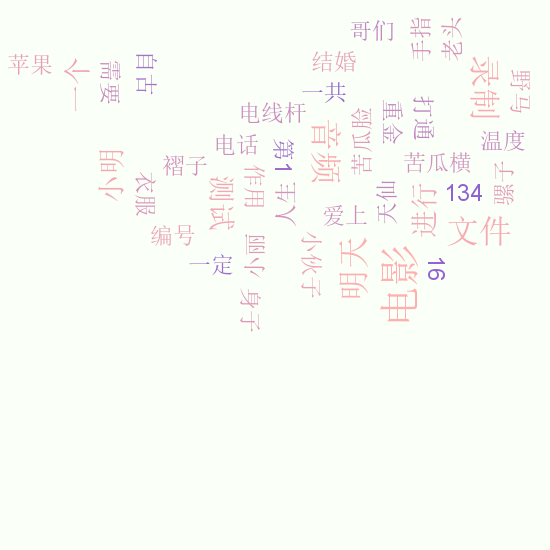 哥们
手指
老头
苹果
一个
需要
自古
结婚
录制
野马
一共
电线杆
音频
苦瓜脸
重金
打通
温度
电话
第1
小明
衣服
褶子
测试
作用
人生
爱上
天仙
苦瓜横
进行
134
骡子
编号
一定
丽小
身子
小伙子
明天
电影
16
文件